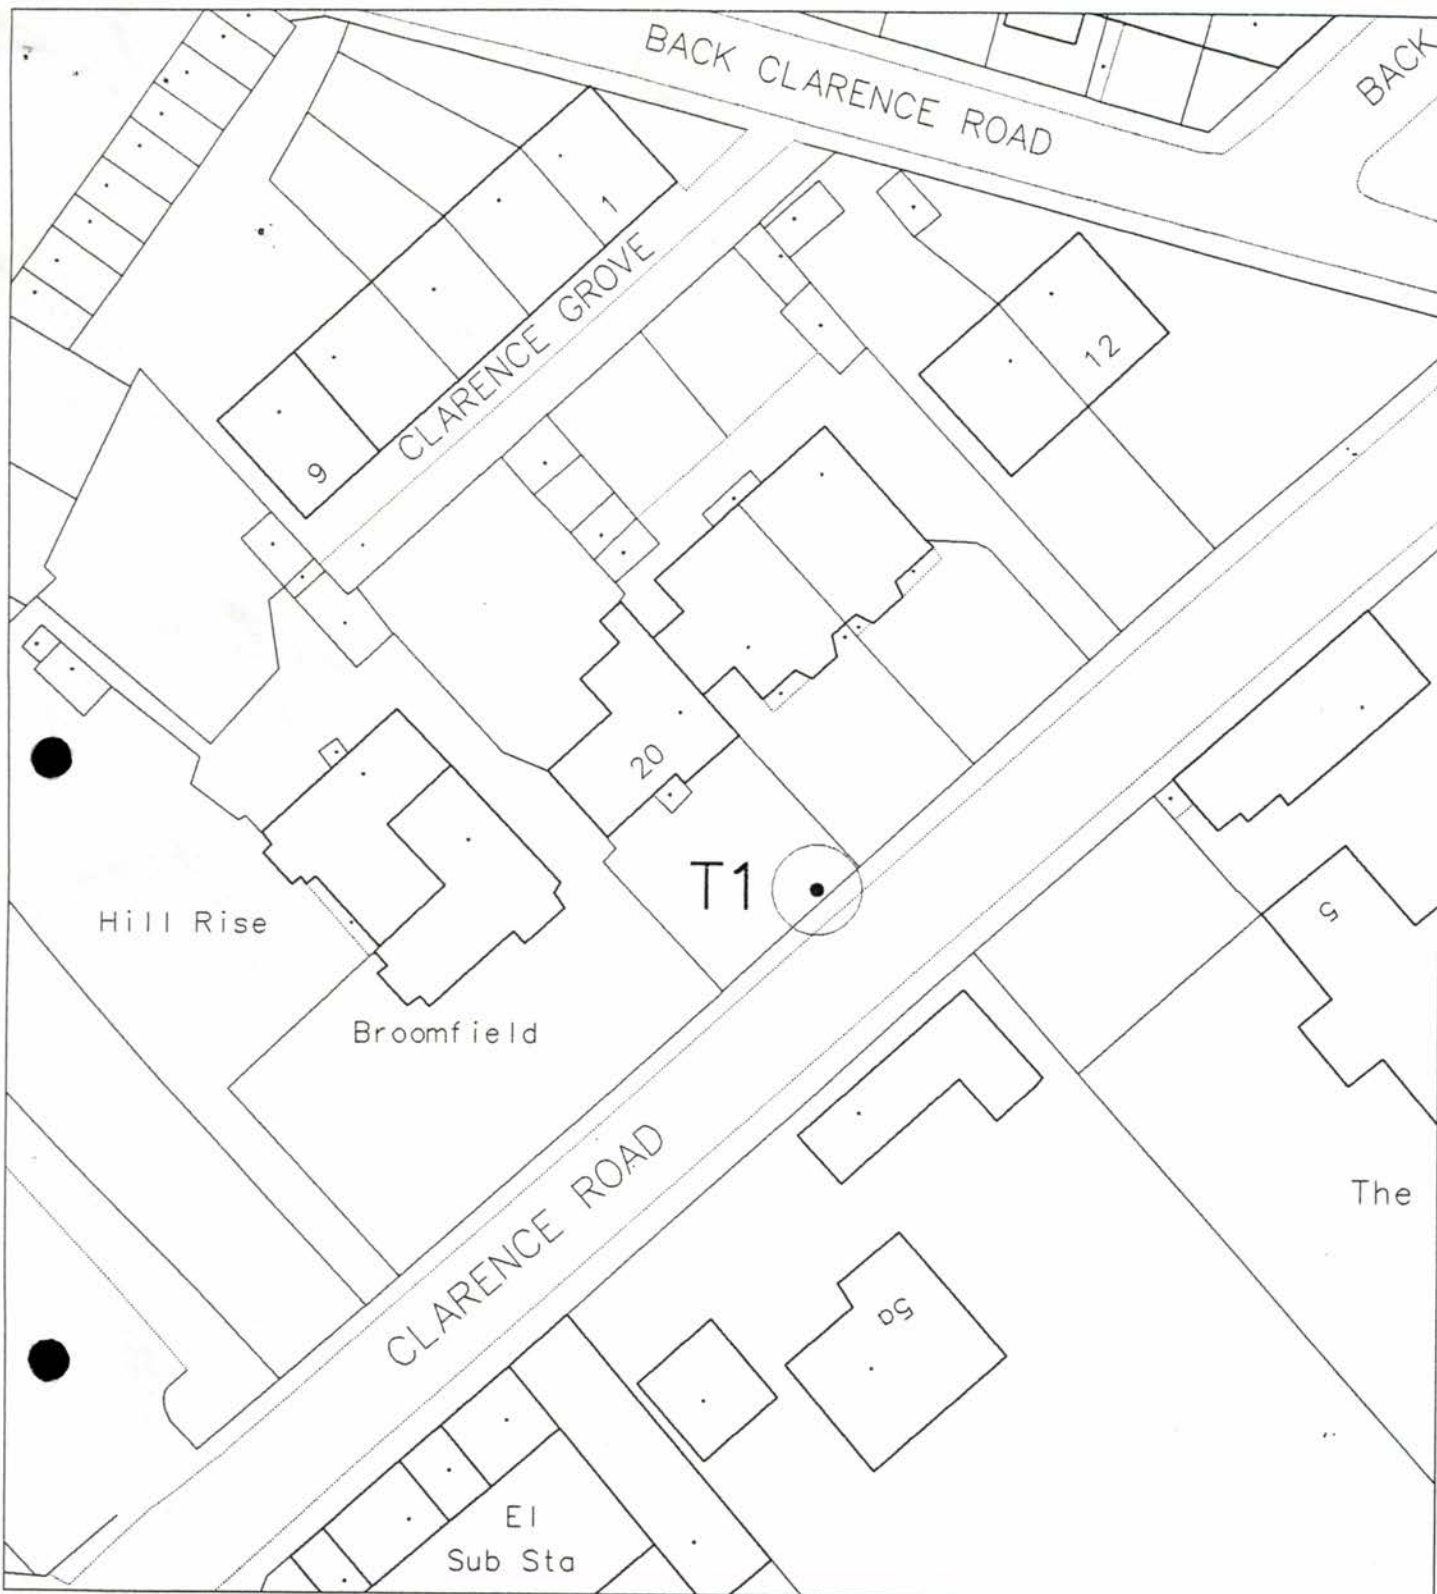 BACK CLARENCE ROAD
BACK
1
CLARENCE GROVE
12
9
20
T1
5
Hill Rise
Broomfield
CLARENCE ROAD
The
5a
El
Sub Sta